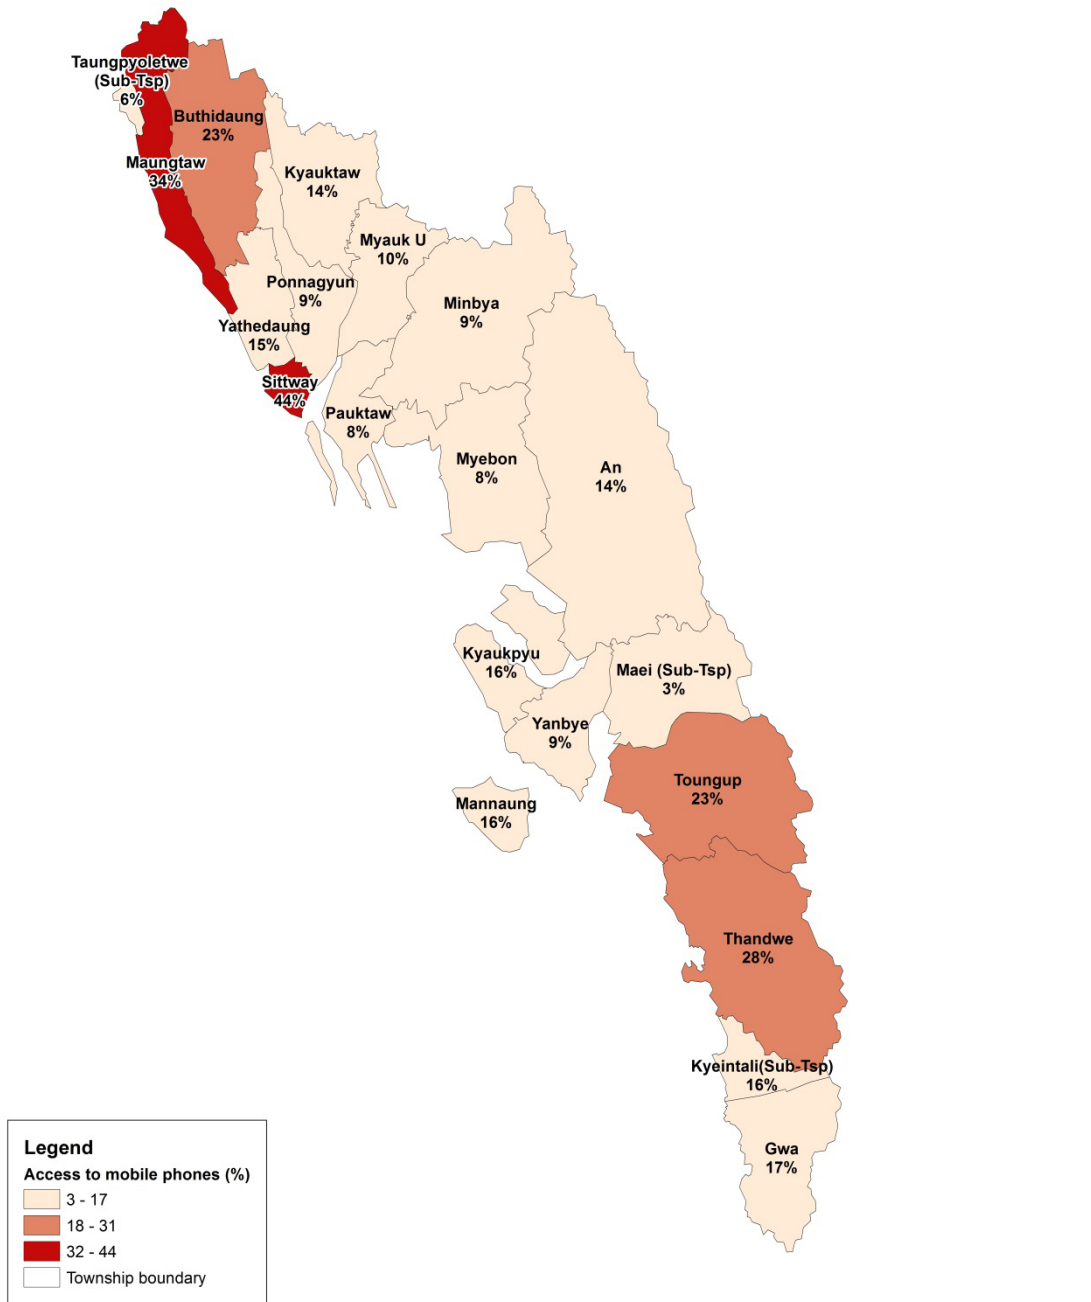 Taungpyoletwe
(Sub-Tsp)
6%
Buthidaung
23%
Maungtaw
34%
Kyauktaw
14%
Myauk U
10%
Ponnagyun
9%
Minbya
9%
Yathedaung
15%
Sittway
44%
Pauktaw
8%
Myebon
8%
An
14%
Kyaukpyu
16%
Maei (Sub-Tsp)
3%
Yanbye
9%
Toungup
23%
Mannaung
16%
Thandwe
28%
Kyeintali(Sub-Tsp)
16%
Gwa
17%
Legend
Access to mobile phones (%)
3 - 17
18 - 31
32 - 44
Township boundary